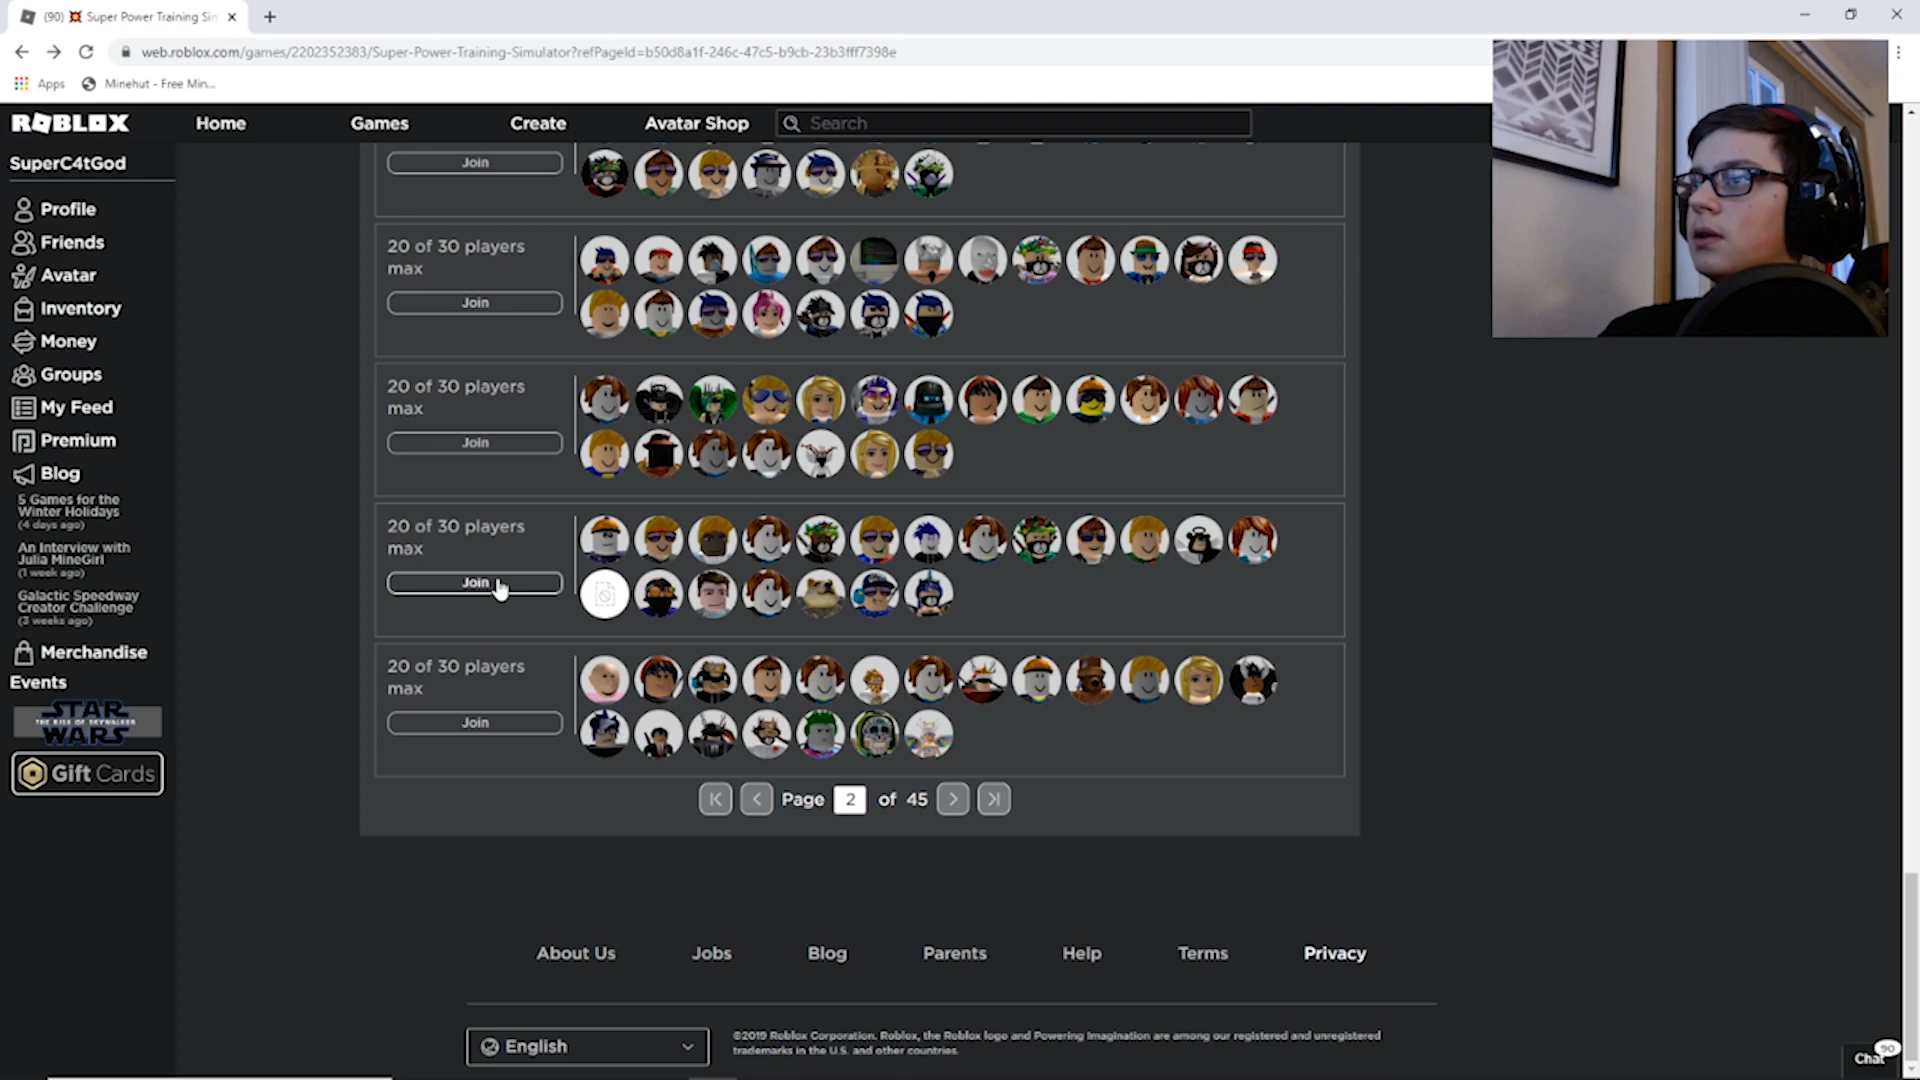 (90) 💥 Super Power Training Sim
web.roblox.com/games/2202352383/Super-Power-Training-Simulator?refPageId=b50d8a1f-246c-47c5-b9cb-23b3fff7398e
Apps
Minehut - Free Min...
ROBLOX
Home
Games
Create
Avatar Shop
Search
SuperC4tGod
Profile
Friends
Avatar
Inventory
Money
Groups
My Feed
Premium
Blog
5 Games for the
Winter Holidays
(4 days ago)
An Interview with
Julia MineGirl
(1 week ago)
Galactic Speedway
Creator Challenge
(3 weeks ago)
Merchandise
Events
STAR
THE RISE OF SKYWALKER
WARS
Gift Cards
Join
20 of 30 players
max
Join
20 of 30 players
max
Join
20 of 30 players
max
Join
20 of 30 players
max
Join
Page 2 of 45
About Us
Jobs
Blog
Parents
Help
Terms
Privacy
English
©2019 Roblox Corporation. Roblox, the Roblox logo and Powering Imagination are among our registered and unregistered
trademarks in the U.S. and other countries.
Chat
90